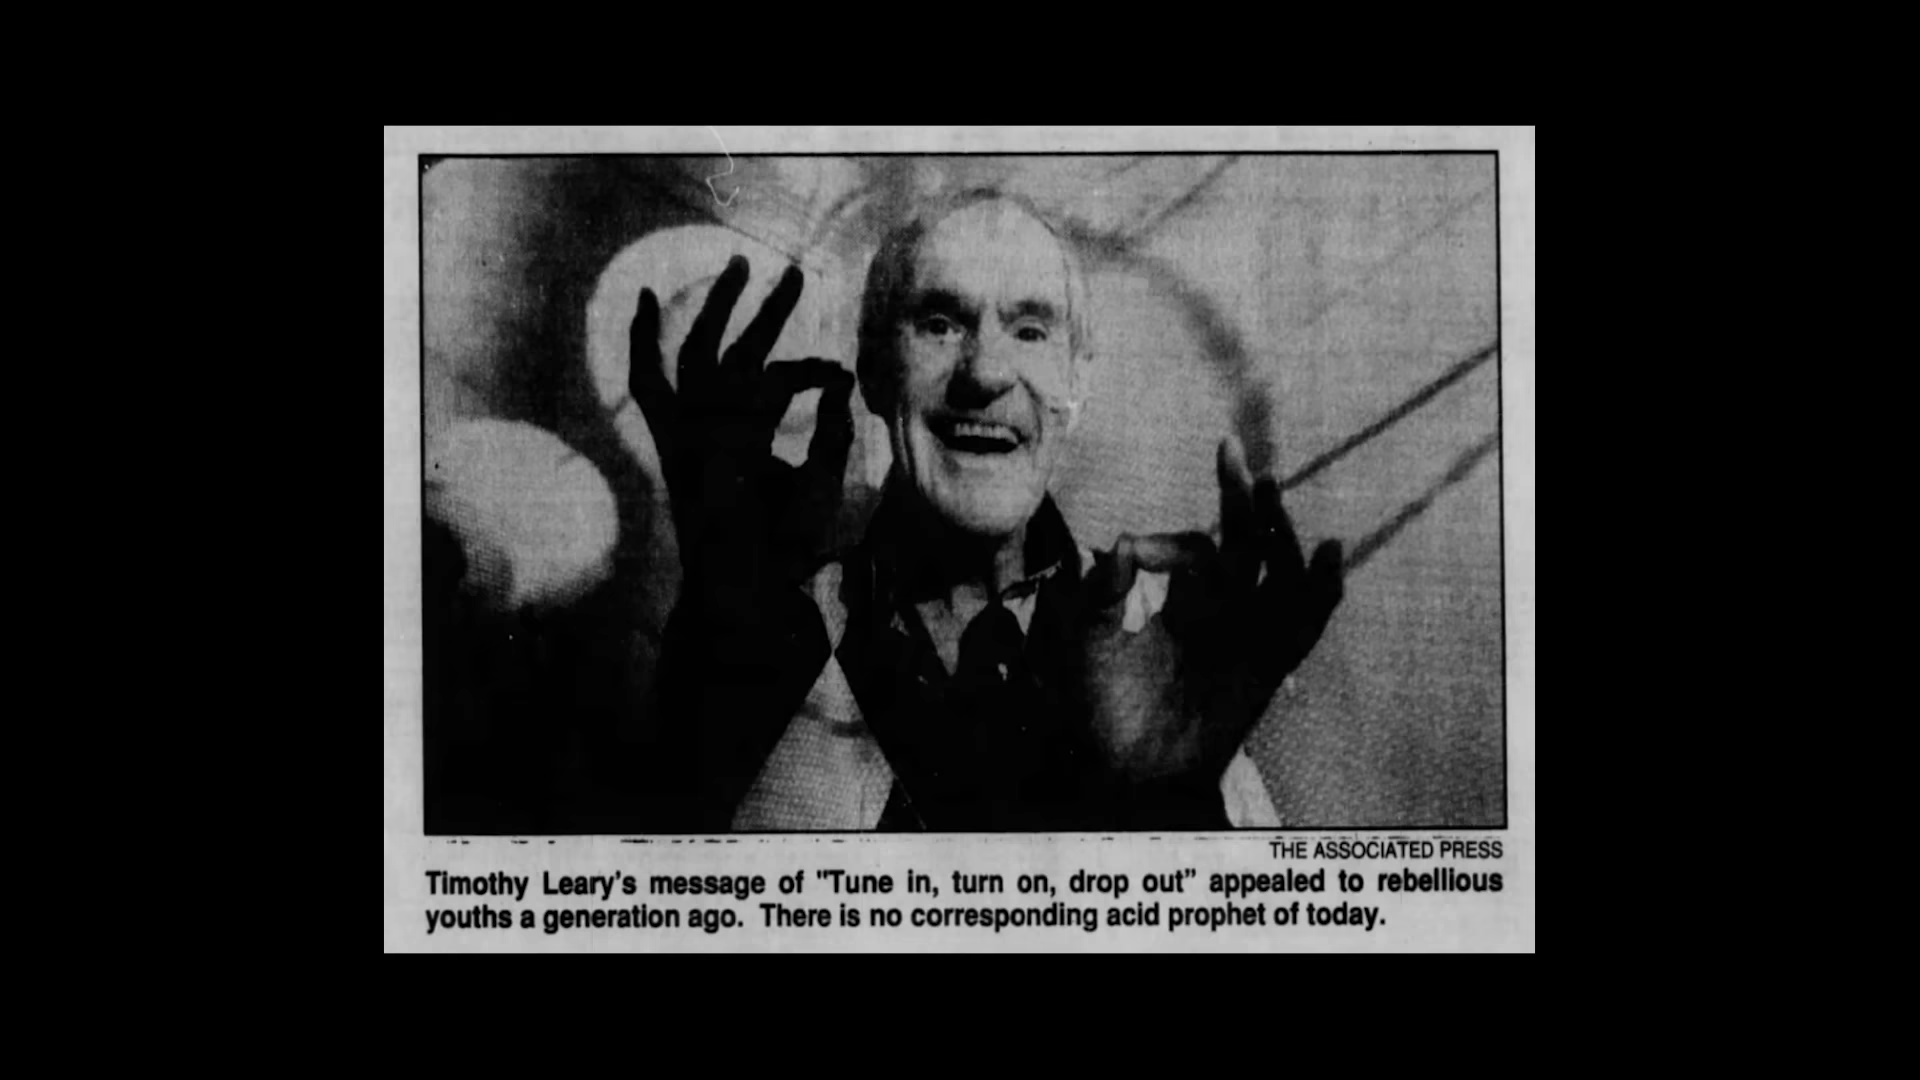 THE ASSOCIATED PRESS
Timothy Leary's message of "Tune in, turn on, drop out" appealed to rebellious
youths a generation ago. There is no corresponding acid prophet of today.